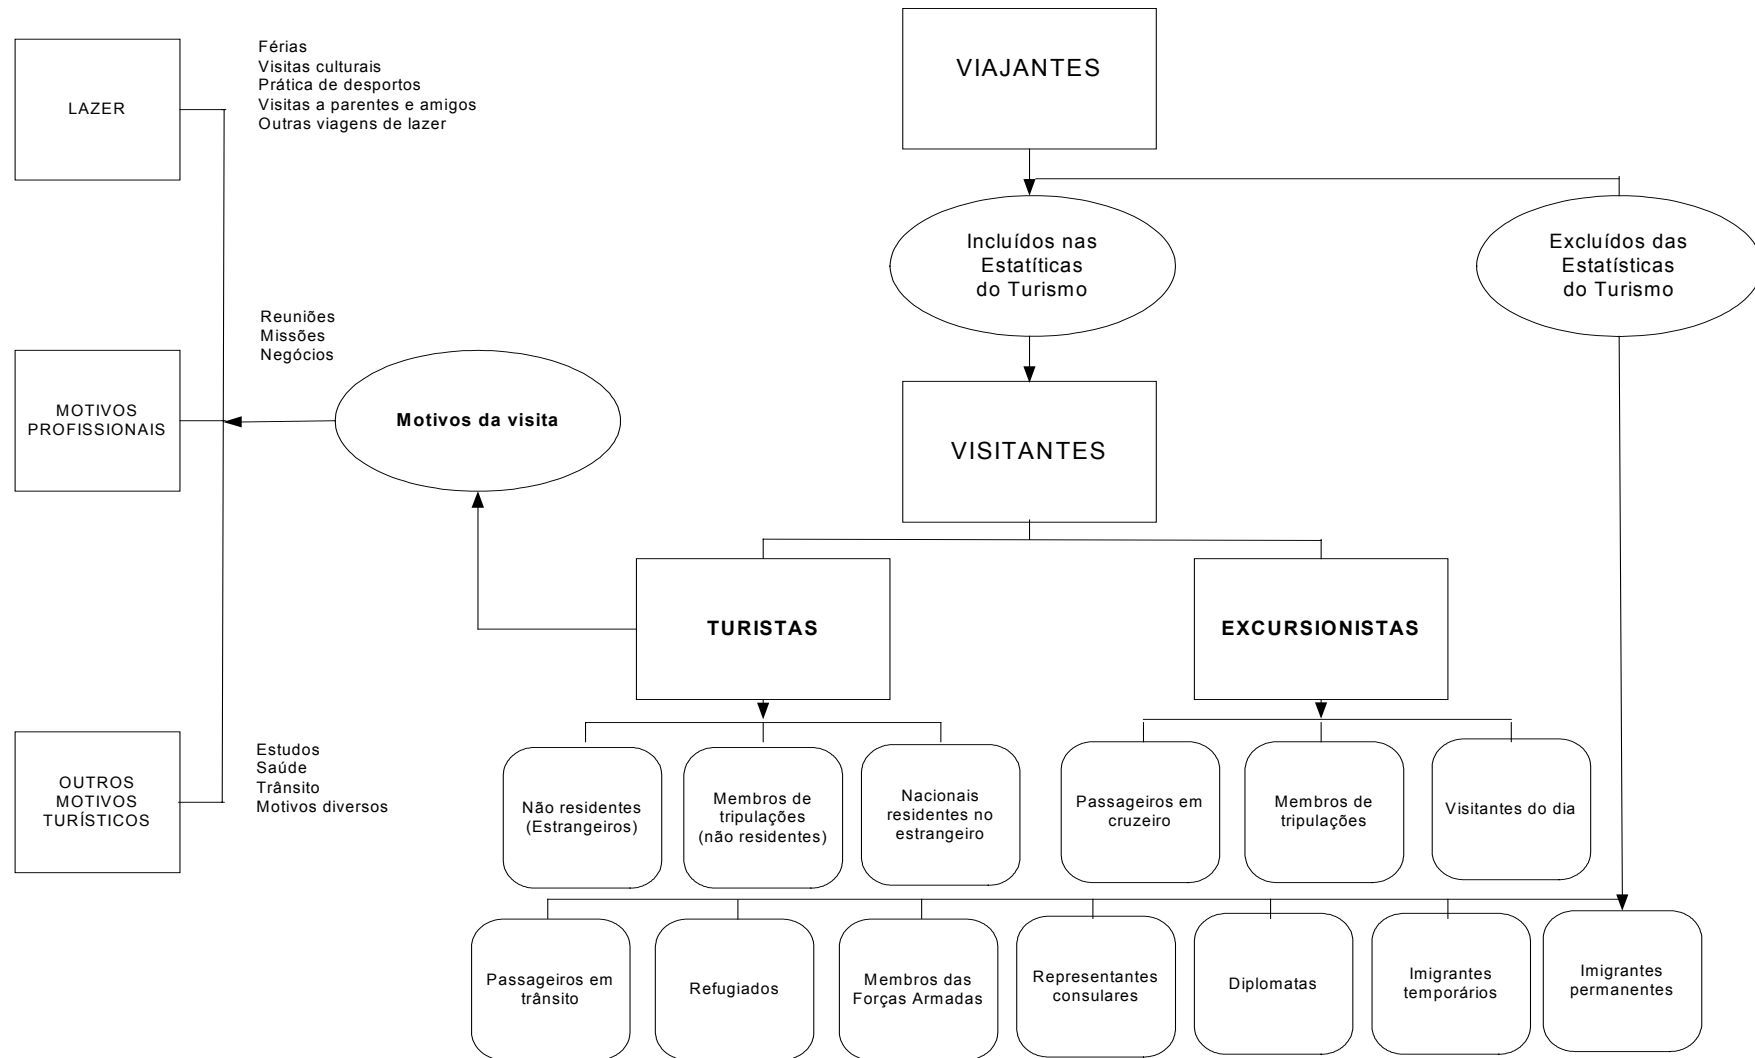 VIAJANTES
Férias
Visitas culturais
Prática de desportos
Visitas a parentes e amigos
Outras viagens de lazer
LAZER
Incluídos nas
Estatíticas
do Turismo
Excluídos das
Estatísticas
do Turismo
Reuniões
Missões
Negócios
MOTIVOS
PROFISSIONAIS
Motivos da visita
VISITANTES
TURISTAS
EXCURSIONISTAS
Estudos
Saúde
Trânsito
Motivos diversos
OUTROS
MOTIVOS
TURÍSTICOS
Não residentes
(Estrangeiros)
Membros de
tripulações
(não residentes)
Nacionais
residentes no
estrangeiro
Passageiros em
cruzeiro
Membros de
tripulações
Visitantes do dia
Passageiros em
trânsito
Refugiados
Membros das
Forças Armadas
Representantes
consulares
Diplomatas
Imigrantes
temporários
Imigrantes
permanentes